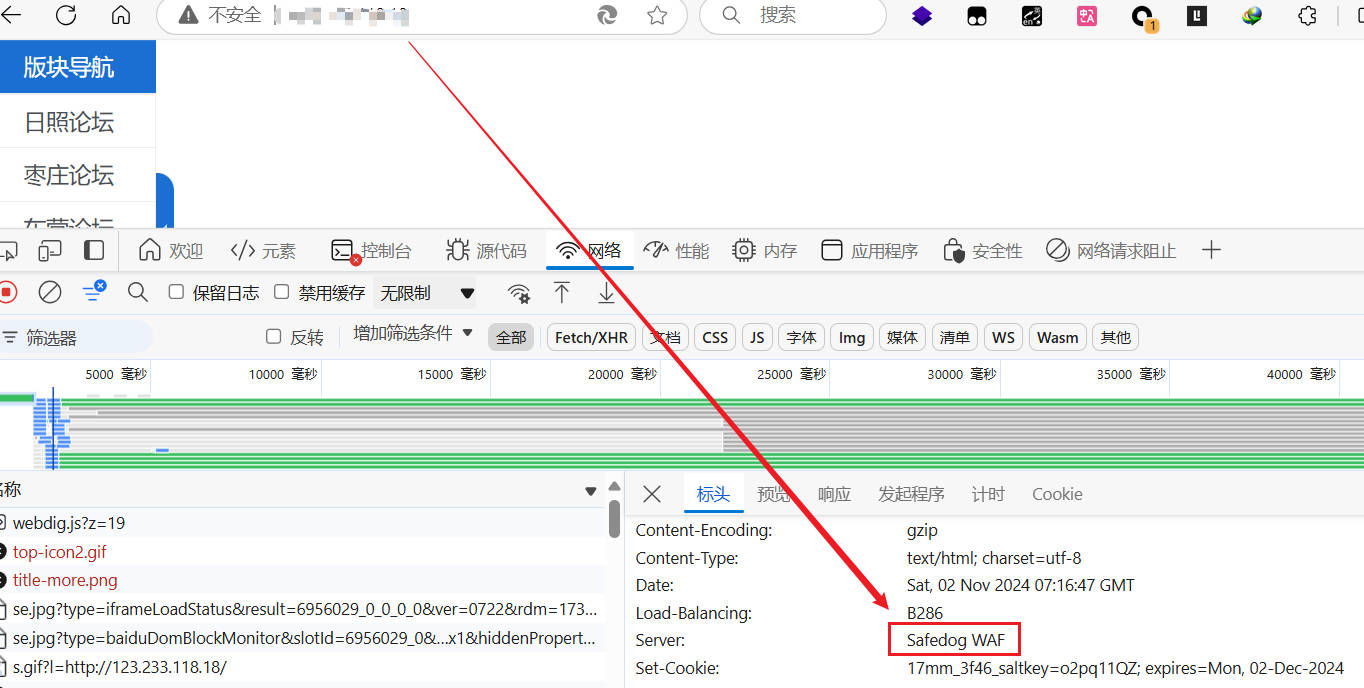 不安全
搜索
1
版块导航
日照论坛
枣庄论坛
东营论坛
欢迎 元素 控制台 源代码 网络 性能 内存 应用程序 安全性 网络请求阻止
保留日志 禁用缓存 无限制
筛选器 反转 增加筛选条件 全部 Fetch/XHR 文档 CSS JS 字体 Img 媒体 清单 WS Wasm 其他
5000 毫秒 10000 毫秒 15000 毫秒 20000 毫秒 25000 毫秒 30000 毫秒 35000 毫秒 40000 毫秒
名称
webdig.js?z=19
top-icon2.gif
title-more.png
se.jpg?type=iframeLoadStatus&result=6956029_0_0_0_0&ver=0722&rdm=173...
se.jpg?type=baiduDomBlockMonitor&slotId=6956029_0&...x1&hiddenPropert...
s.gif?l=http://123.233.118.18/
标头 预览 响应 发起程序 计时 Cookie
Content-Encoding: gzip
Content-Type: text/html; charset=utf-8
Date: Sat, 02 Nov 2024 07:16:47 GMT
Load-Balancing: B286
Server: Safedog WAF
Set-Cookie: 17mm_3f46_saltkey=o2pq11QZ; expires=Mon, 02-Dec-2024